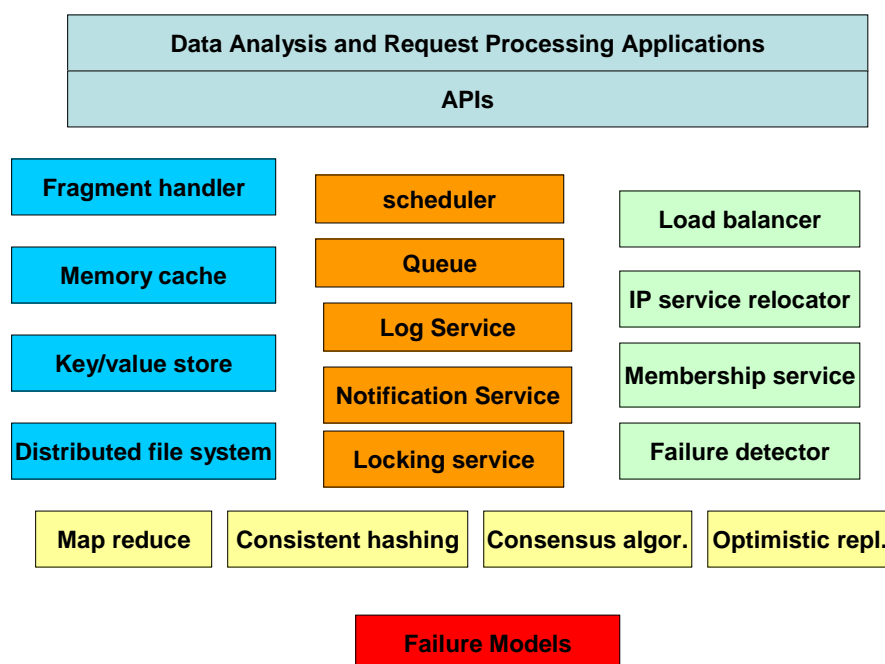 Data Analysis and Request Processing Applications
APIs
Fragment handler
Memory cache
Key/value store
Distributed file system
scheduler
Queue
Log Service
Notification Service
Locking service
Load balancer
IP service relocator
Membership service
Failure detector
Map reduce
Consistent hashing
Consensus algor.
Optimistic repl.
Failure Models